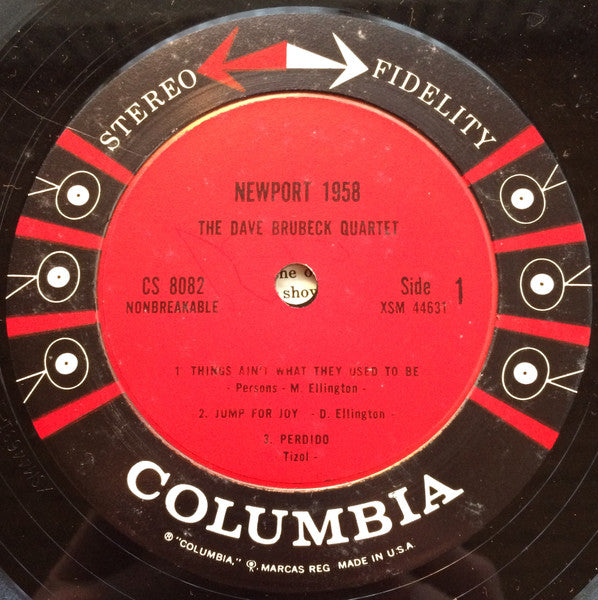 STEREO FIDELITY
NEWPORT 1958
THE DAVE BRUBECK QUARTET
CS 8082
NONBREAKABLE
he o
show
Side 1
XSM 44631
1 THINGS AIN'T WHAT THEY USED TO BE
- Persons - M. Ellington -
2. JUMP FOR JOY - D. Ellington -
3. PERDIDO
Tizol -
COLUMBIA
® "COLUMBIA," ®. MARCAS REG MADE IN U.S.A.